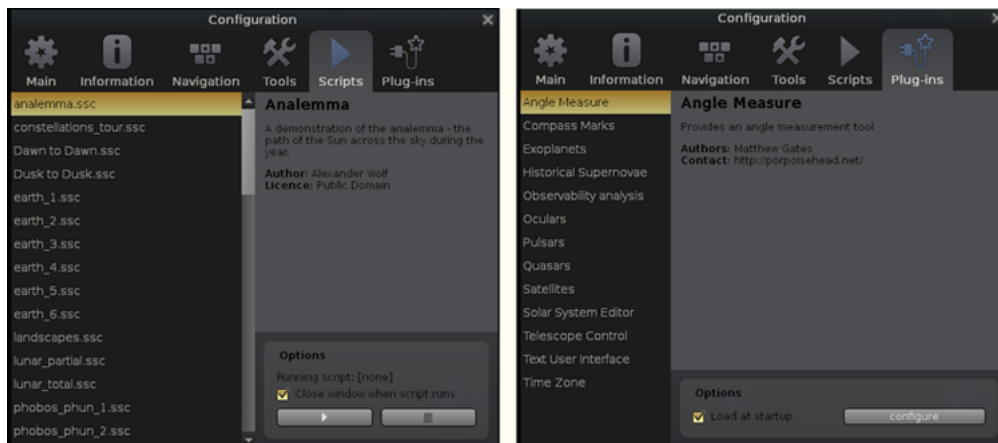 Configuration
Main Information Navigation Tools Scripts Plug-ins
analemma.ssc
constellations_tour.ssc
Dawn to Dawn.ssc
Dusk to Dusk.ssc
earth_1.ssc
earth_2.ssc
earth_3.ssc
earth_4.ssc
earth_5.ssc
earth_6.ssc
landscapes.ssc
lunar_partial.ssc
lunar_total.ssc
phobos_phun_1.ssc
phobos_phun_2.ssc
Analemma
A demonstration of the analemma - the
path of the Sun across the sky during the
year.
Author: Alexander Wolf
Licence: Public Domain
Options
Running script: [none]
Close window when script runs
Configuration
Main Information Navigation Tools Scripts Plug-ins
Angle Measure
Compass Marks
Exoplanets
Historical Supernovae
Observability analysis
Oculars
Pulsars
Quasars
Satellites
Solar System Editor
Telescope Control
Text User Interface
Time Zone
Angle Measure
Provides an angle measurement tool
Authors: Matthew Gates
Contact: http://porpoisehead.net/
Options
Load at startup
configure